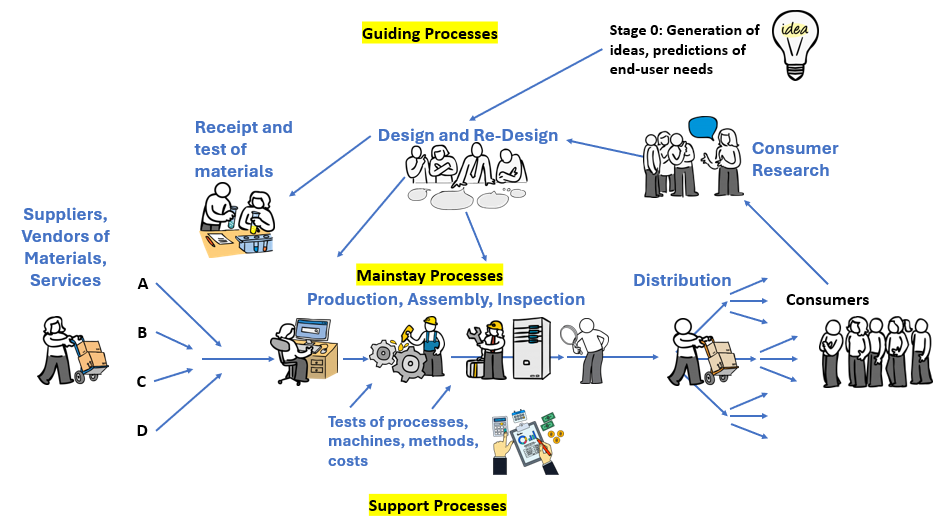 Guiding Processes
Stage 0: Generation of
ideas, predictions of
end-user needs
idea
Receipt and
test of
materials
Design and Re-Design
Consumer
Research
Suppliers,
Vendors of
Materials,
Services
Mainstay Processes
Production, Assembly, Inspection
Distribution
Consumers
A
B
C
D
Tests of processes,
machines, methods,
costs
Support Processes